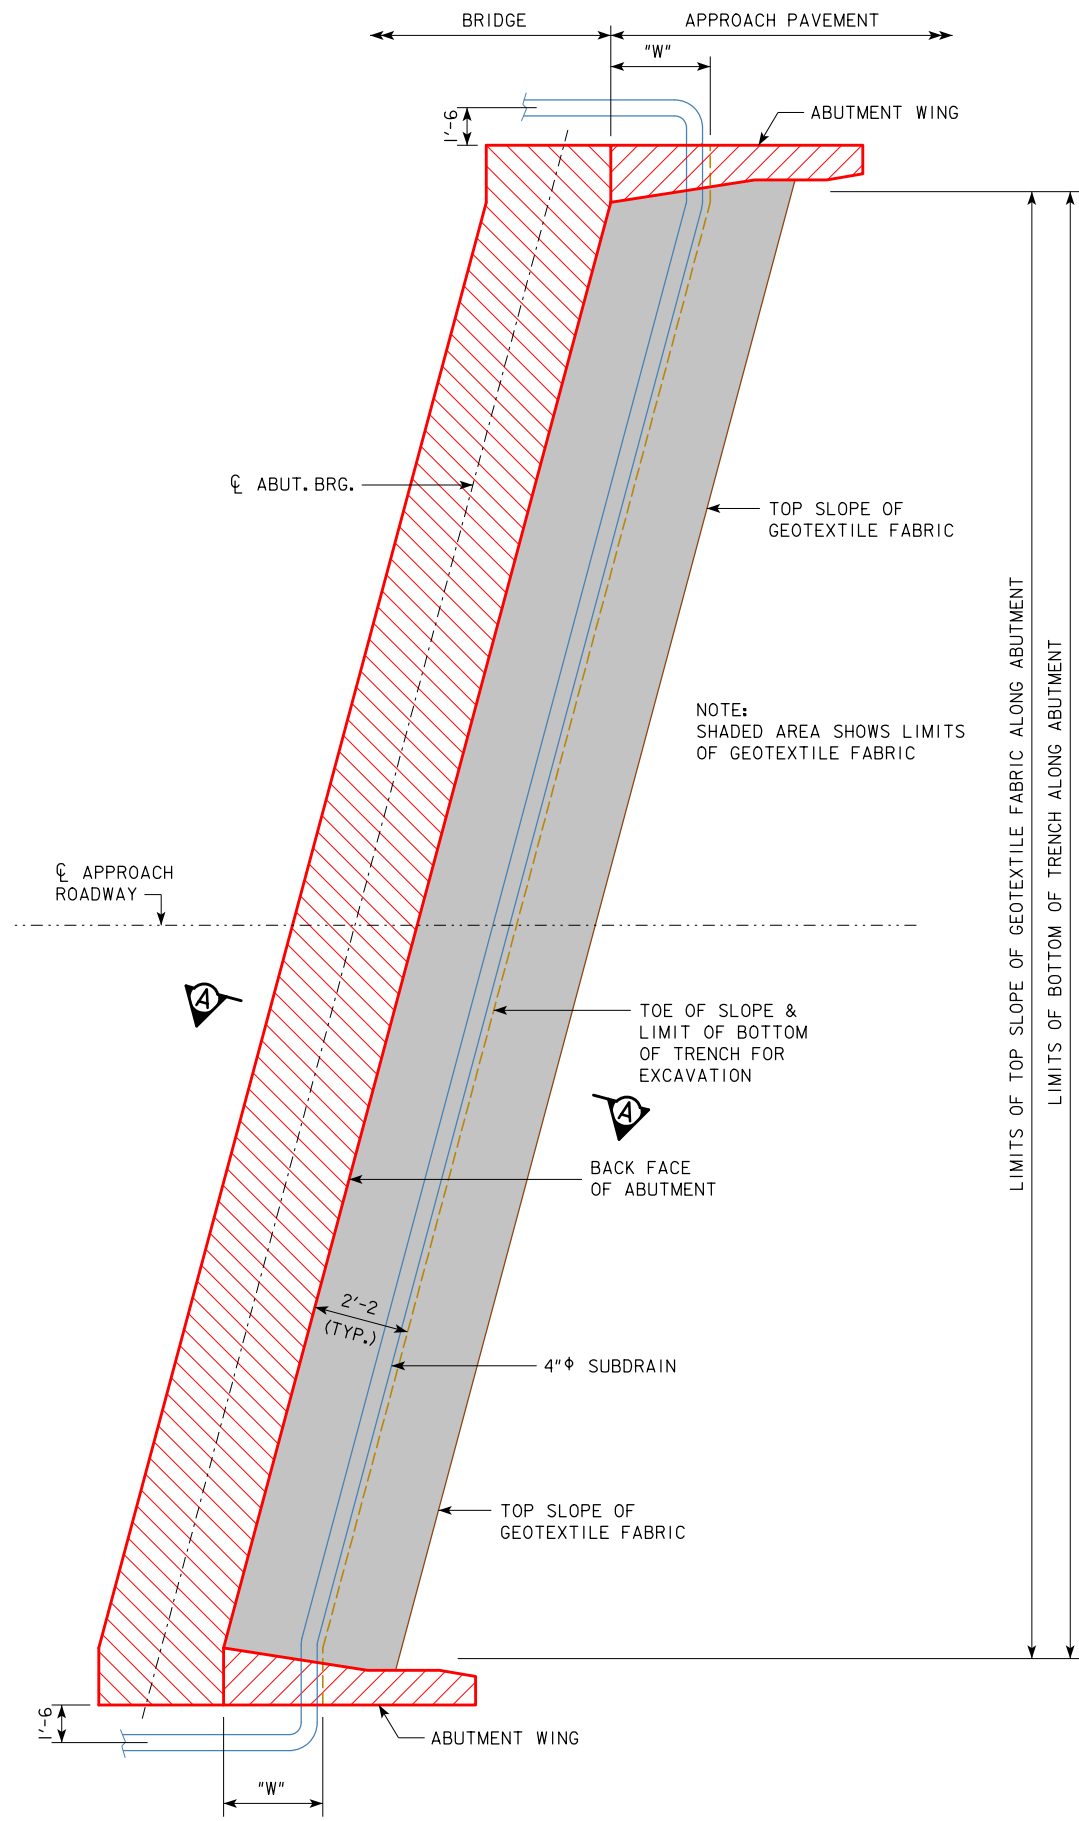 BRIDGE
APPROACH PAVEMENT
"W"
1'-6
ABUTMENT WING
℄ ABUT. BRG.
TOP SLOPE OF
GEOTEXTILE FABRIC
NOTE:
SHADED AREA SHOWS LIMITS
OF GEOTEXTILE FABRIC
LIMITS OF TOP SLOPE OF GEOTEXTILE FABRIC ALONG ABUTMENT
LIMITS OF BOTTOM OF TRENCH ALONG ABUTMENT
℄ APPROACH
ROADWAY
A
TOE OF SLOPE &
LIMIT OF BOTTOM
OF TRENCH FOR
EXCAVATION
A
BACK FACE
OF ABUTMENT
2'-2
(TYP.)
4"ϕ SUBDRAIN
TOP SLOPE OF
GEOTEXTILE FABRIC
1'-6
ABUTMENT WING
"W"